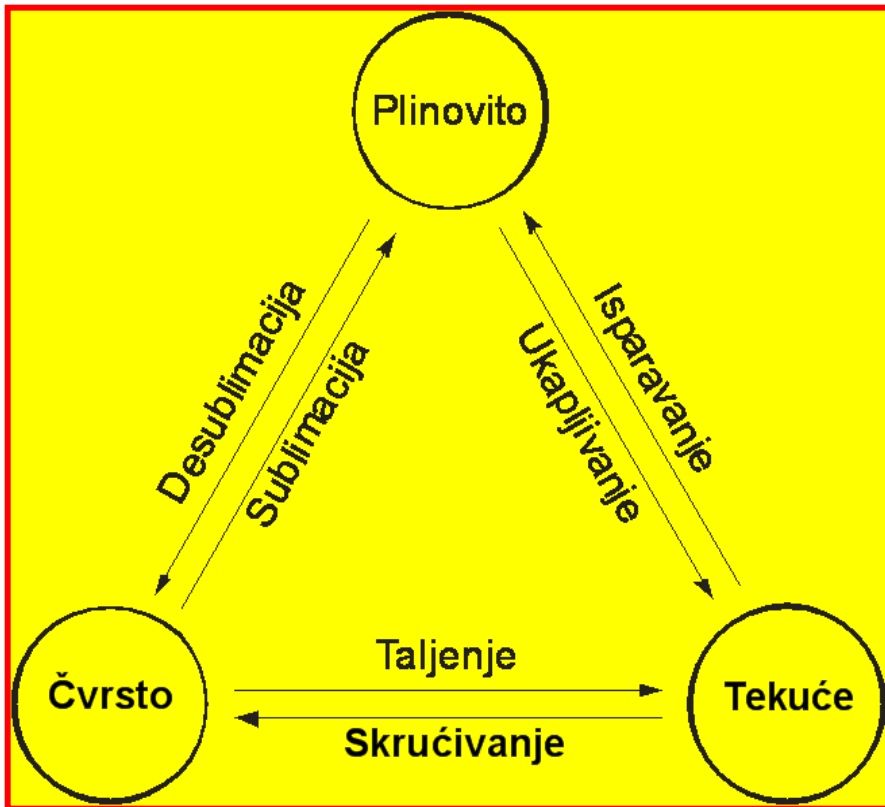 Plinovito
Desublimacija
Sublimacija
Ukapljivanje
Isparavanje
Čvrsto
Taljenje
Skrućivanje
Tekuće